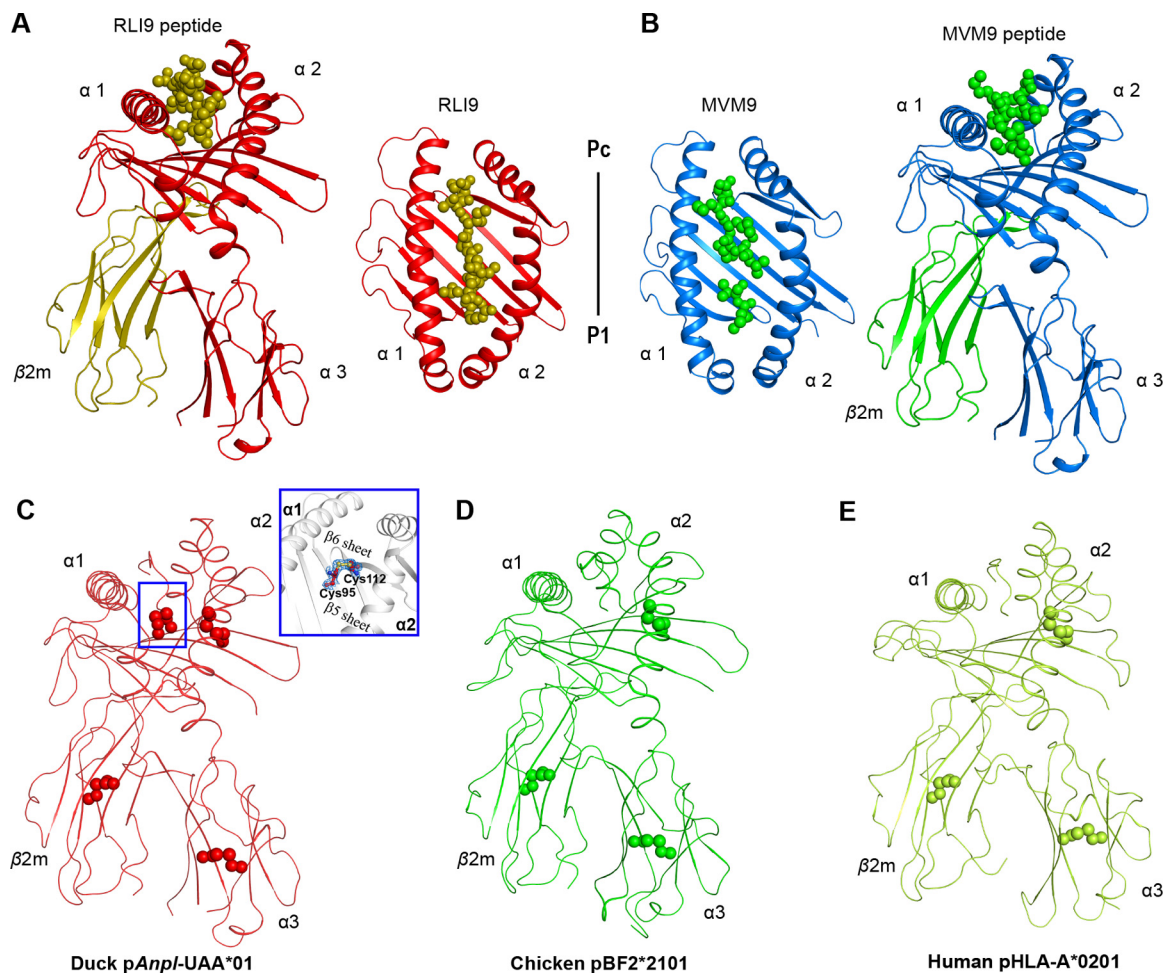 A
RLI9 peptide
α 1
α 2
β2m
α 3
RLI9
α 1
α 2
Pc
P1
B
MVM9
α 1
α 2
MVM9 peptide
α 1
α 2
β2m
α 3
C
α1
α2
β2m
α3
α1
β6 sheet
Cys112
Cys95
β5 sheet
α2
Duck pAnpl-UAA*01
D
α1
α2
β2m
α3
Chicken pBF2*2101
E
α1
α2
β2m
α3
Human pHLA-A*0201